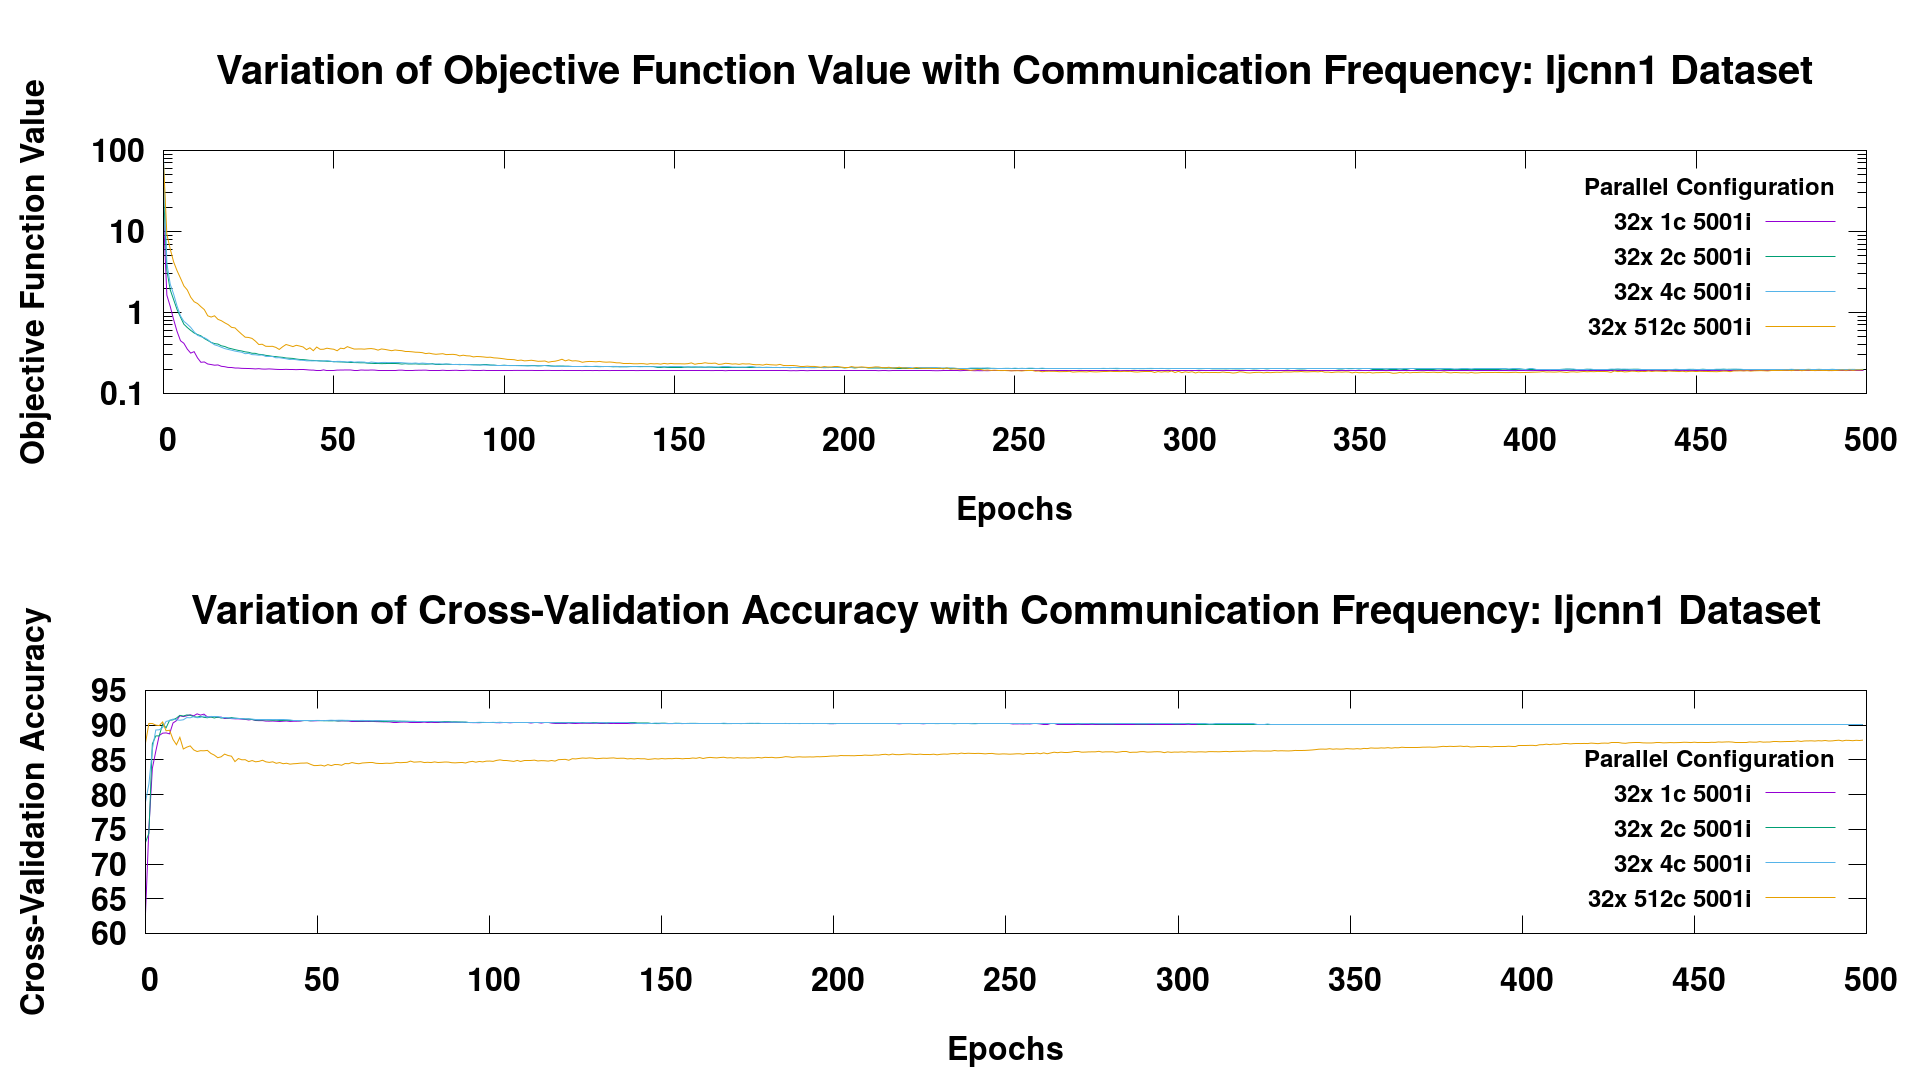 Variation of Objective Function Value with Communication Frequency: Ijcnn1 Dataset
Objective Function Value
100
10
1
0.1
Parallel Configuration
32x 1c 5001i
32x 2c 5001i
32x 4c 5001i
32x 512c 5001i
0 50 100 150 200 250 300 350 400 450 500
Epochs
Variation of Cross-Validation Accuracy with Communication Frequency: Ijcnn1 Dataset
Cross-Validation Accuracy
95
90
85
80
75
70
65
60
Parallel Configuration
32x 1c 5001i
32x 2c 5001i
32x 4c 5001i
32x 512c 5001i
0 50 100 150 200 250 300 350 400 450 500
Epochs